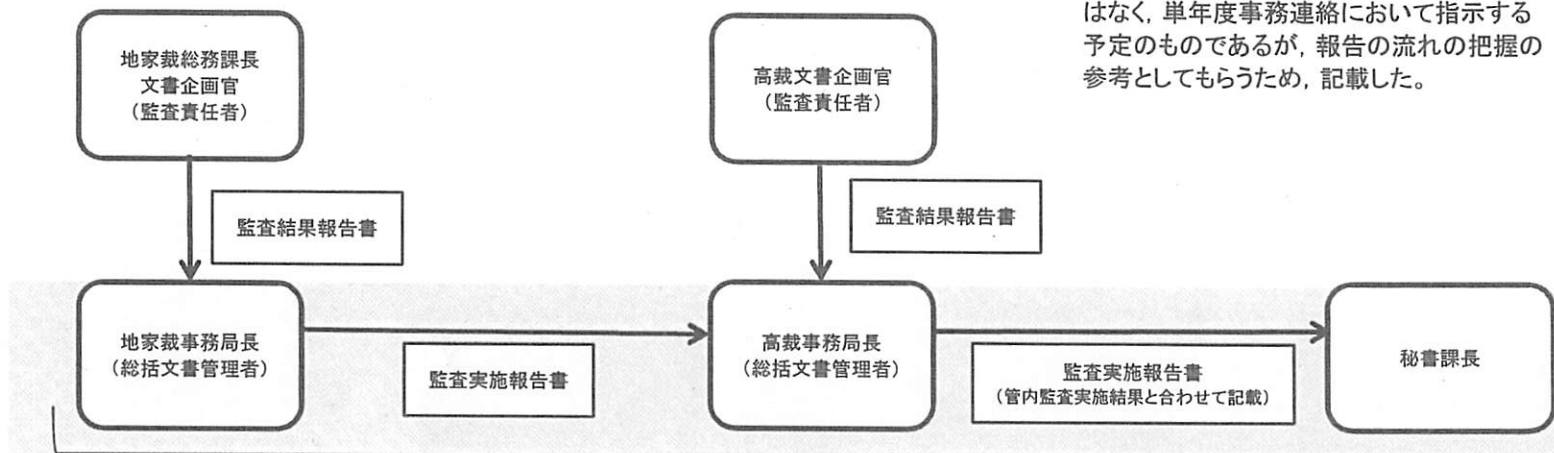 はなく，単年度事務連絡において指示する
予定のものであるが，報告の流れの把握の
参考としてもらうため，記載した。
地家裁総務課長
文書企画官
（監査責任者）
高裁文書企画官
（監査責任者）
監査結果報告書
監査結果報告書
地家裁事務局長
（総括文書管理者）
監査実施報告書
高裁事務局長
（総括文書管理者）
監査実施報告書
（管内監査実施結果と合わせて記載）
秘書課長